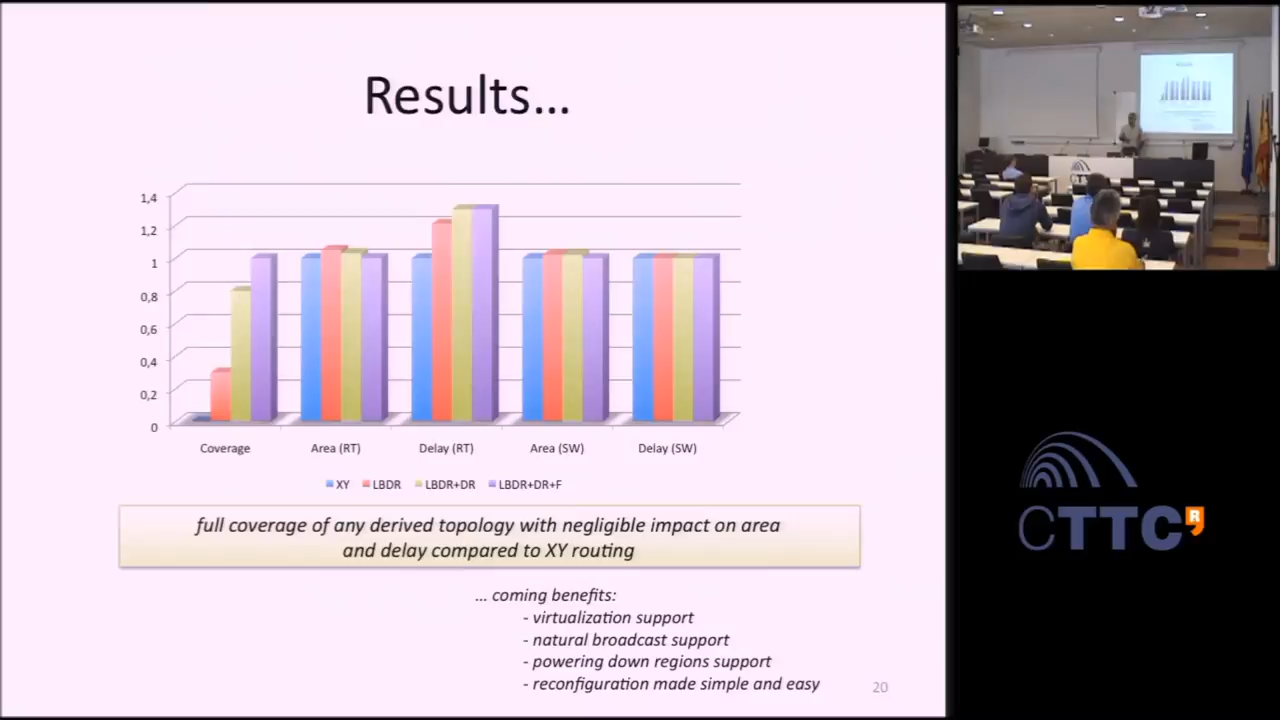 Results...
1,4
1,2
1
0,8
0,6
0,4
0,2
0
Coverage
Area (RT)
Delay (RT)
Area (SW)
Delay (SW)
XY
LBDR
LBDR+DR
LBDR+DR+F
full coverage of any derived topology with negligible impact on area
and delay compared to XY routing
... coming benefits:
- virtualization support
- natural broadcast support
- powering down regions support
- reconfiguration made simple and easy
20
CTTC
R